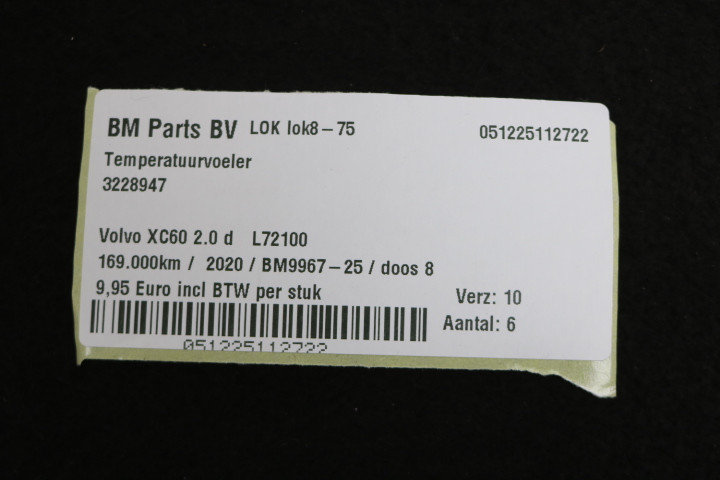 BM Parts BV LOK lok8-75 051225112722
Temperatuurvoeler
3228947
Volvo XC60 2.0 d L72100
169.000km / 2020 / BM9967-25 / doos 8
9,95 Euro incl BTW per stuk Verz: 10
Aantal: 6
051225112722